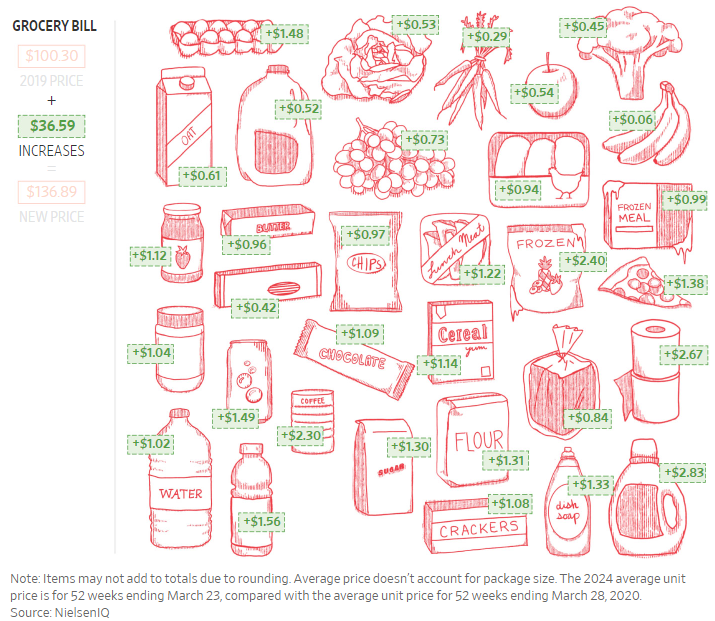 GROCERY BILL
$100.30
2019 PRICE
+
$36.59
INCREASES
=
$136.89
NEW PRICE
+$1.48
+$0.53
+$0.29
+$0.45
+$0.54
+$0.52
+$0.06
OAT
+$0.61
+$0.73
+$0.94
FROZEN
MEAL
+$0.99
+$1.12
BUTTER
+$0.96
+$0.97
CHIPS
Lunch Meat
+$1.22
FROZEN
+$2.40
+$1.38
+$0.42
+$1.04
+$1.09
CHOCOLATE
Cereal
yum
+$1.14
+$2.67
+$1.49
COFFEE
+$2.30
+$0.84
+$1.02
WATER
+$1.56
+$1.30
SUGAR
FLOUR
+$1.31
+$1.08
CRACKERS
+$1.33
dish
soap
+$2.83
Note: Items may not add to totals due to rounding. Average price doesn't account for package size. The 2024 average unit
price is for 52 weeks ending March 23, compared with the average unit price for 52 weeks ending March 28, 2020.
Source: NielsenIQ